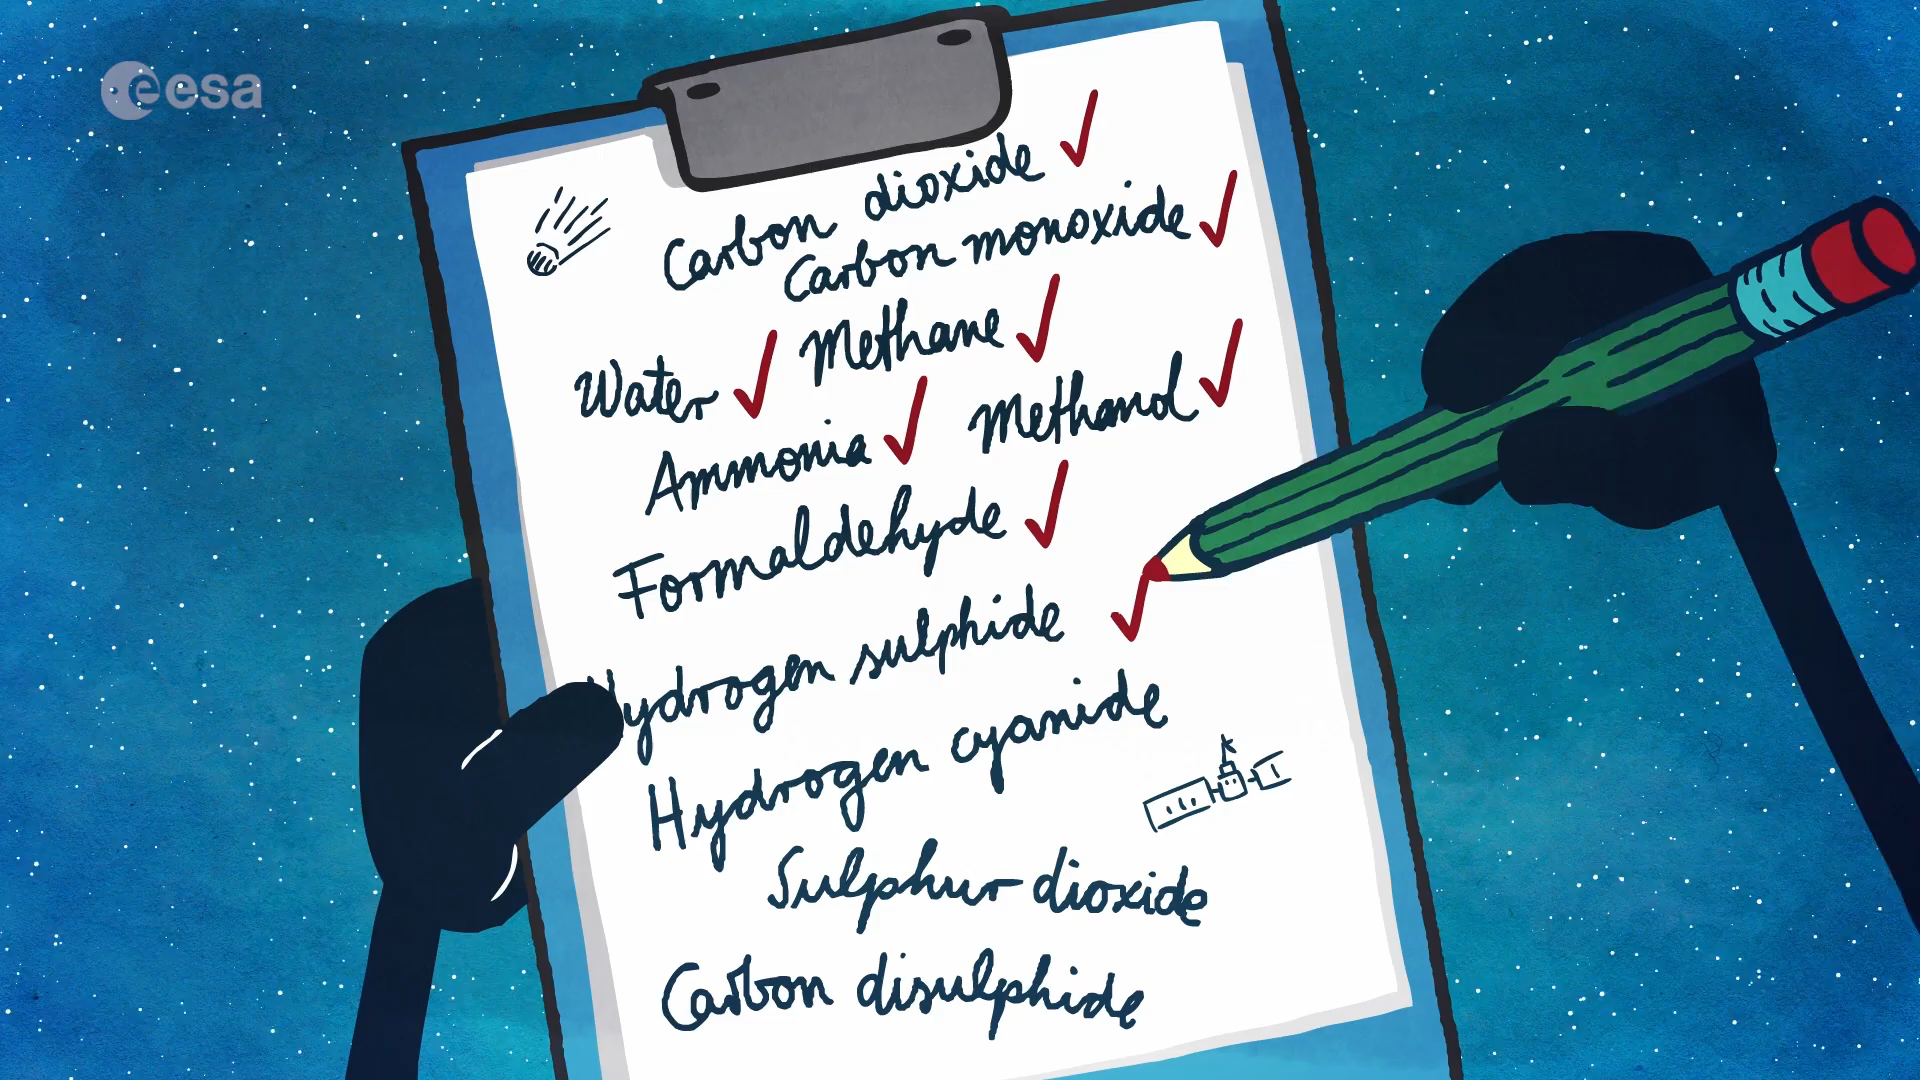 esa
Carbon dioxide
Carbon monoxide
Water Methane
Ammonia Methanol
Formaldehyde
Hydrogen sulphide
Hydrogen cyanide
Sulphur dioxide
Carbon disulphide